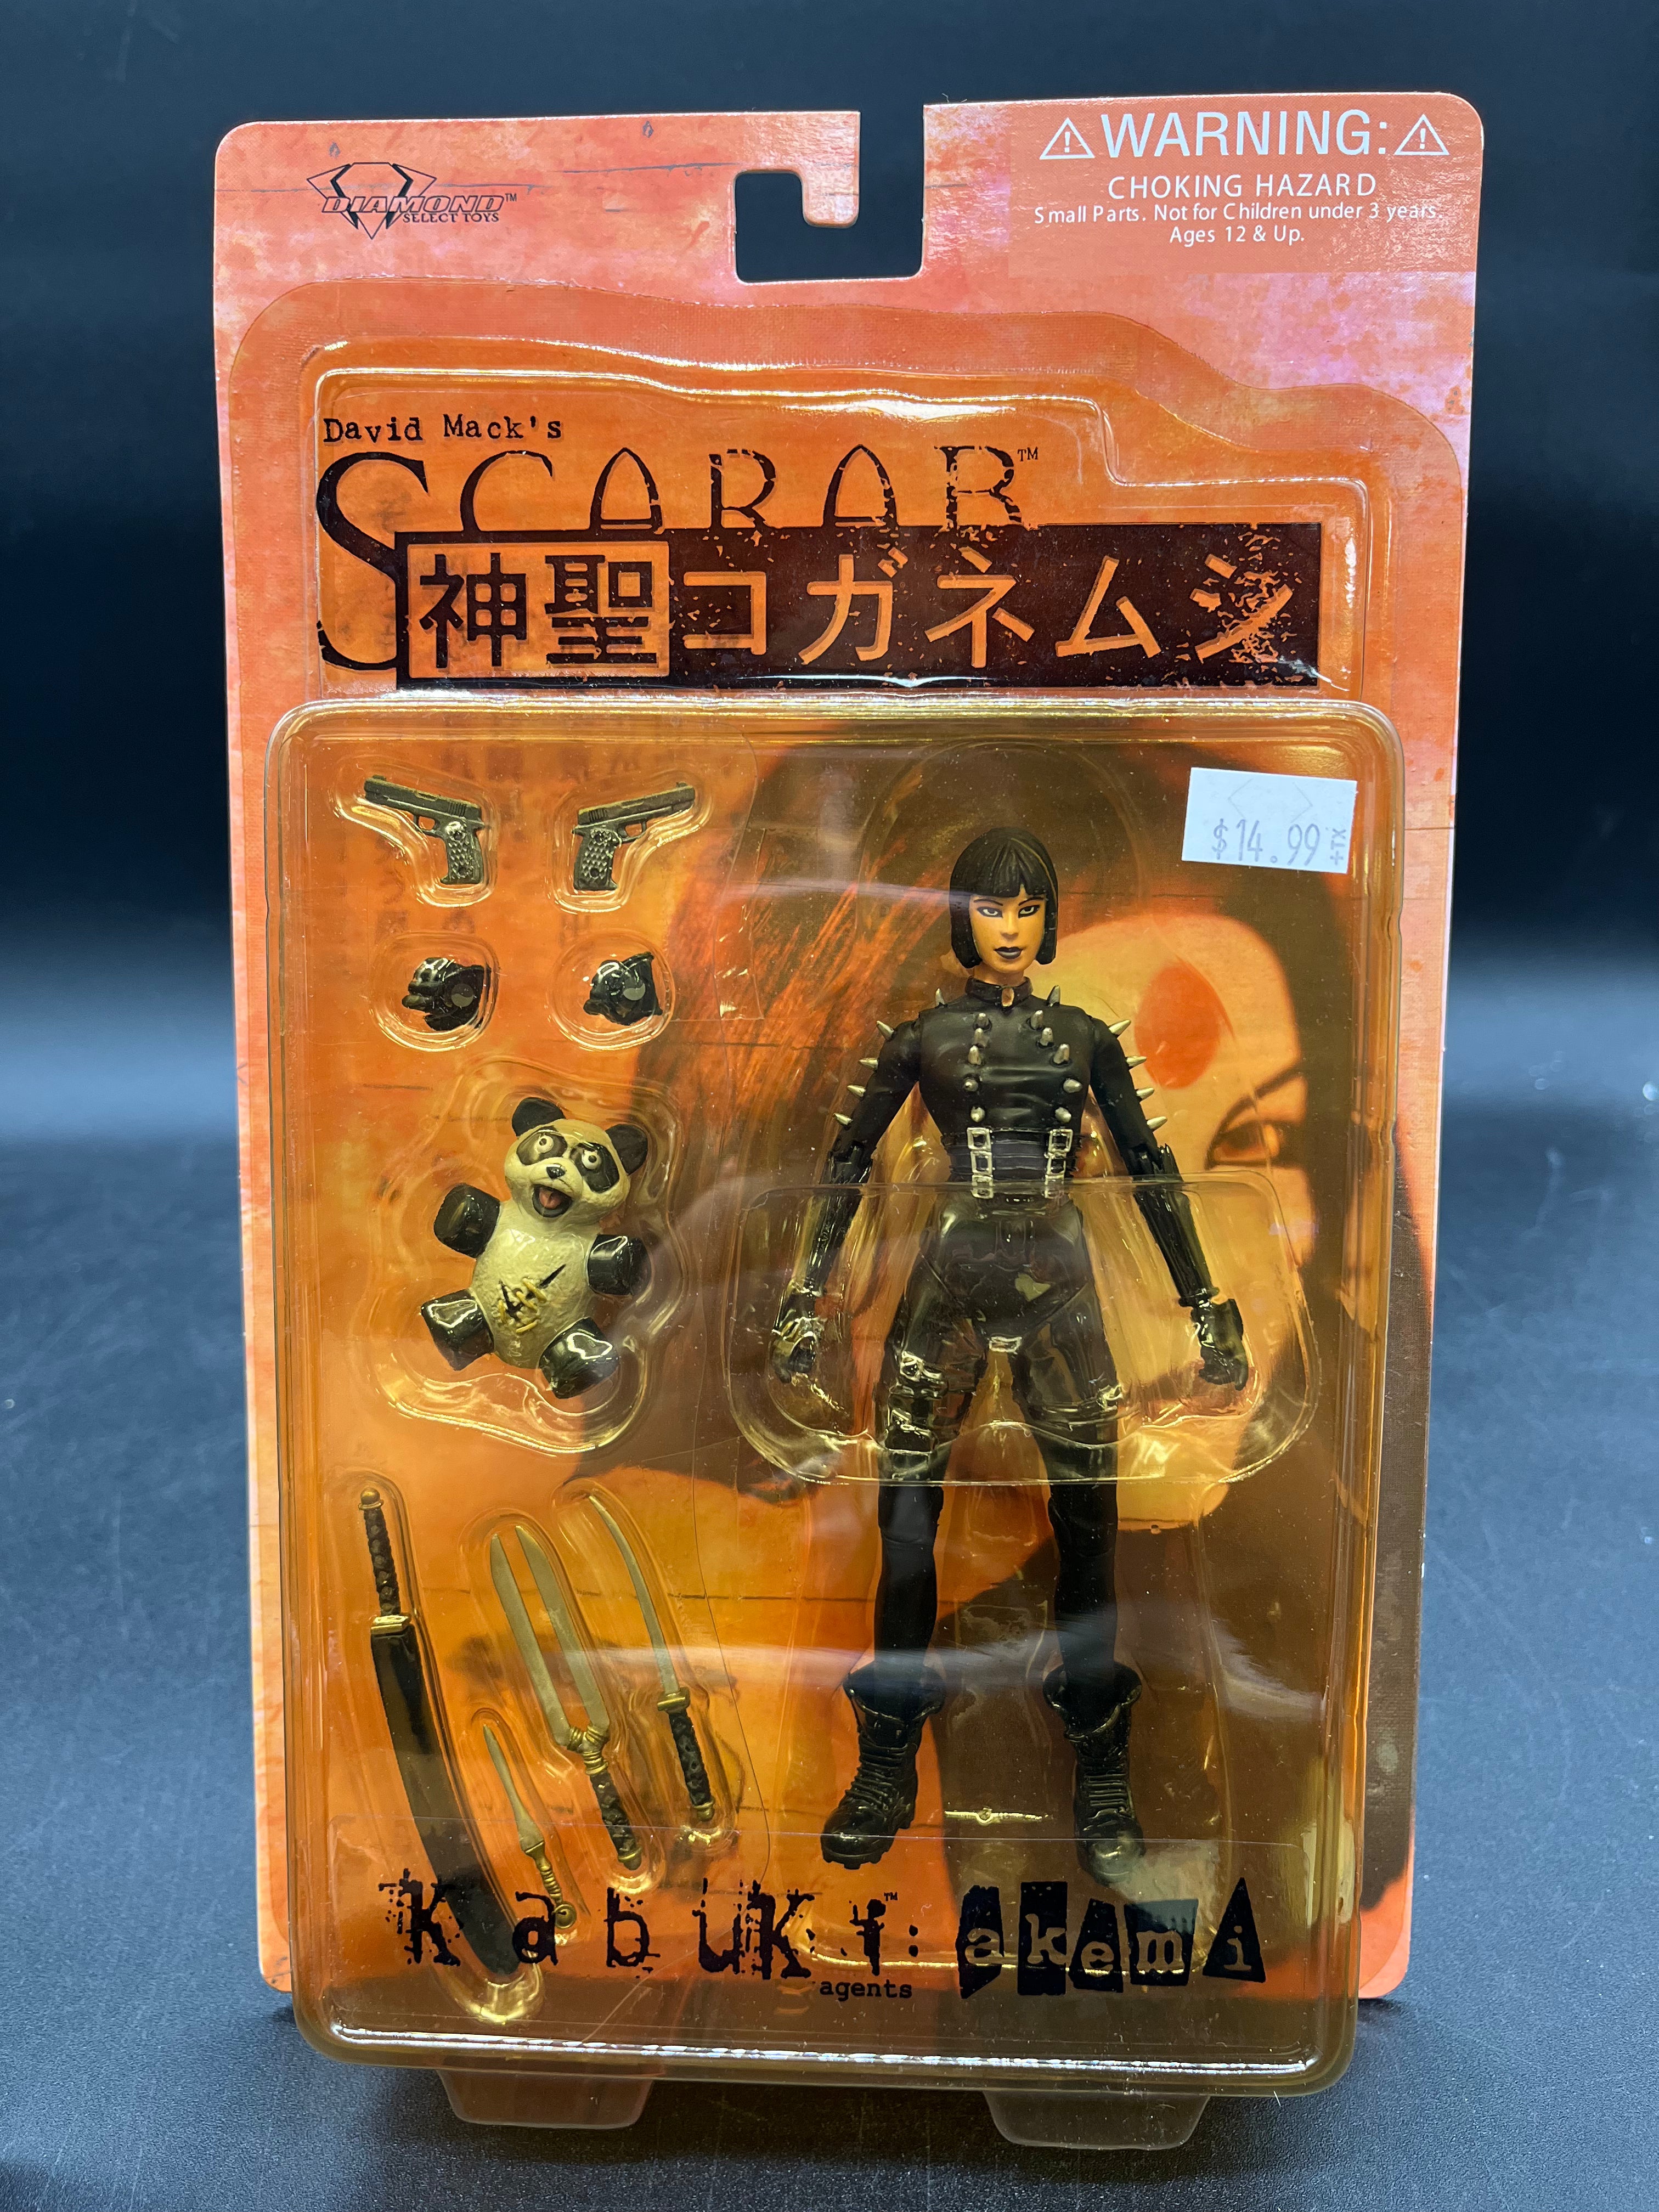 DIAMOND™
SELECT TOYS
WARNING:
CHOKING HAZARD
Small Parts. Not for Children under 3 years.
Ages 12 & Up.
David Mack's
SCARAB™
神聖コガネムシ
$14.99+TX
Kabuki™: akemi
agents